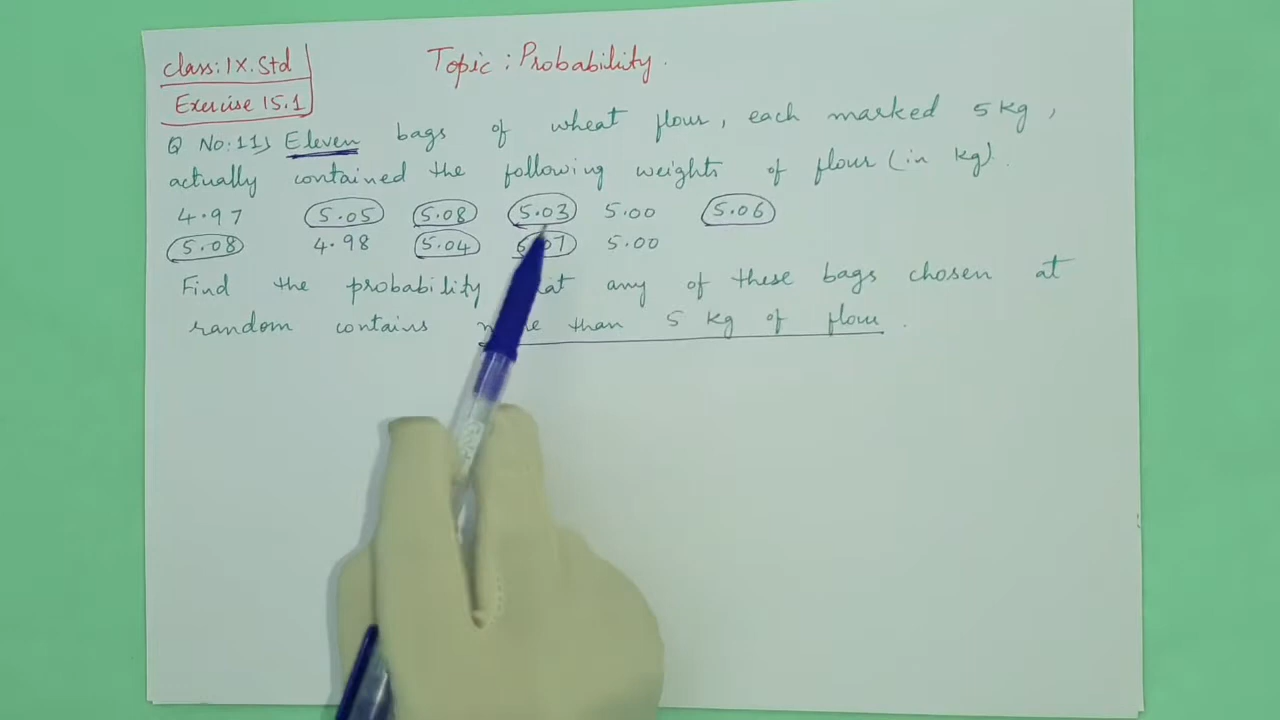 class: IX. Std
Topic : Probability.
Exercise 15.1
Q No:11) Eleven bags of wheat flour, each marked 5 kg,
actually contained the following weights of flour (in kg).
4.97 5.05 5.08 5.03 5.00 5.06
5.08 4.98 5.04 5.00
Find the probability any of these bags chosen at
random contains than 5 kg of flour.